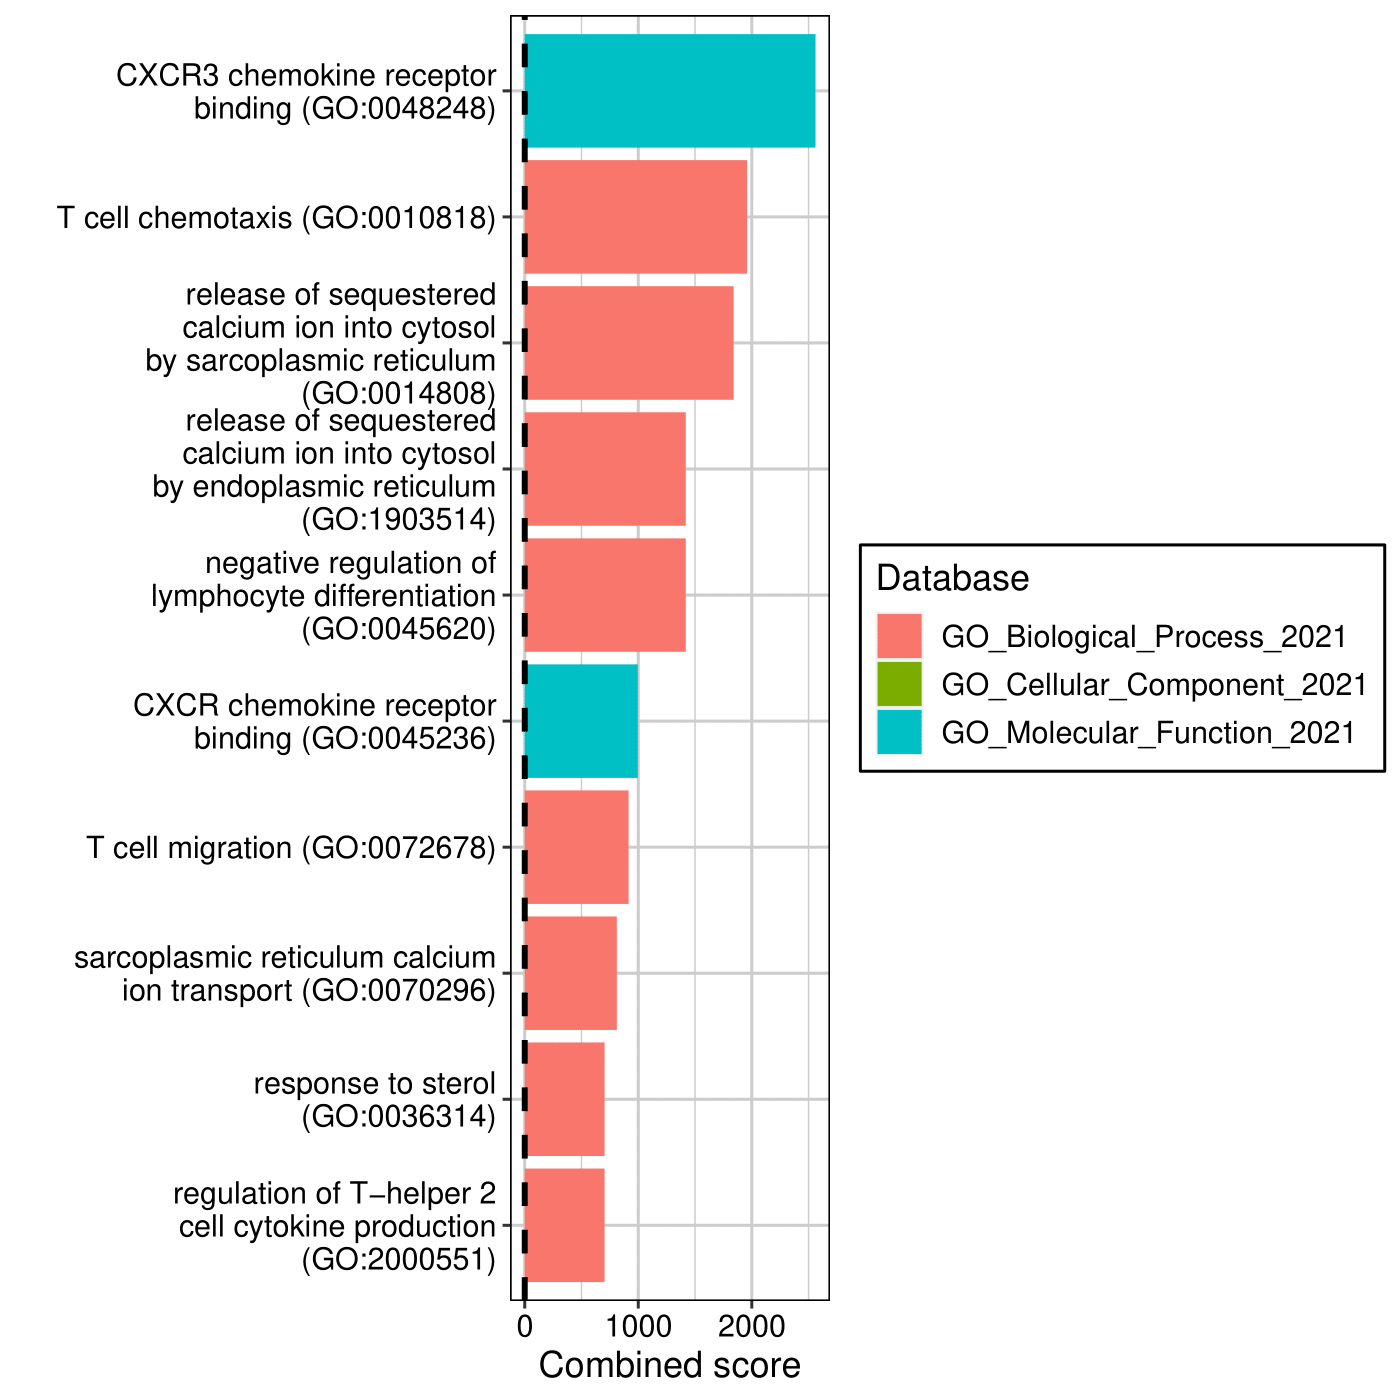 CXCR3 chemokine receptor
binding (GO:0048248)
T cell chemotaxis (GO:0010818)
release of sequestered
calcium ion into cytosol
by sarcoplasmic reticulum
(GO:0014808)
release of sequestered
calcium ion into cytosol
by endoplasmic reticulum
(GO:1903514)
negative regulation of
lymphocyte differentiation
(GO:0045620)
CXCR chemokine receptor
binding (GO:0045236)
T cell migration (GO:0072678)
sarcoplasmic reticulum calcium
ion transport (GO:0070296)
response to sterol
(GO:0036314)
regulation of T−helper 2
cell cytokine production
(GO:2000551)
0 1000 2000
Combined score
Database
GO_Biological_Process_2021
GO_Cellular_Component_2021
GO_Molecular_Function_2021